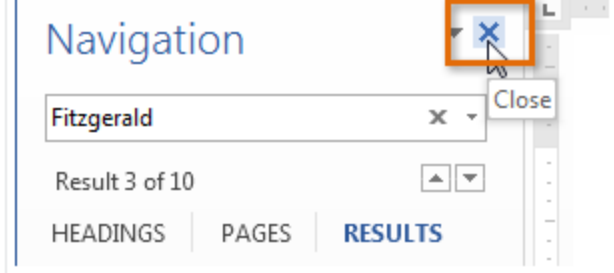 Navigation
Close
Fitzgerald
Result 3 of 10
HEADINGS PAGES RESULTS